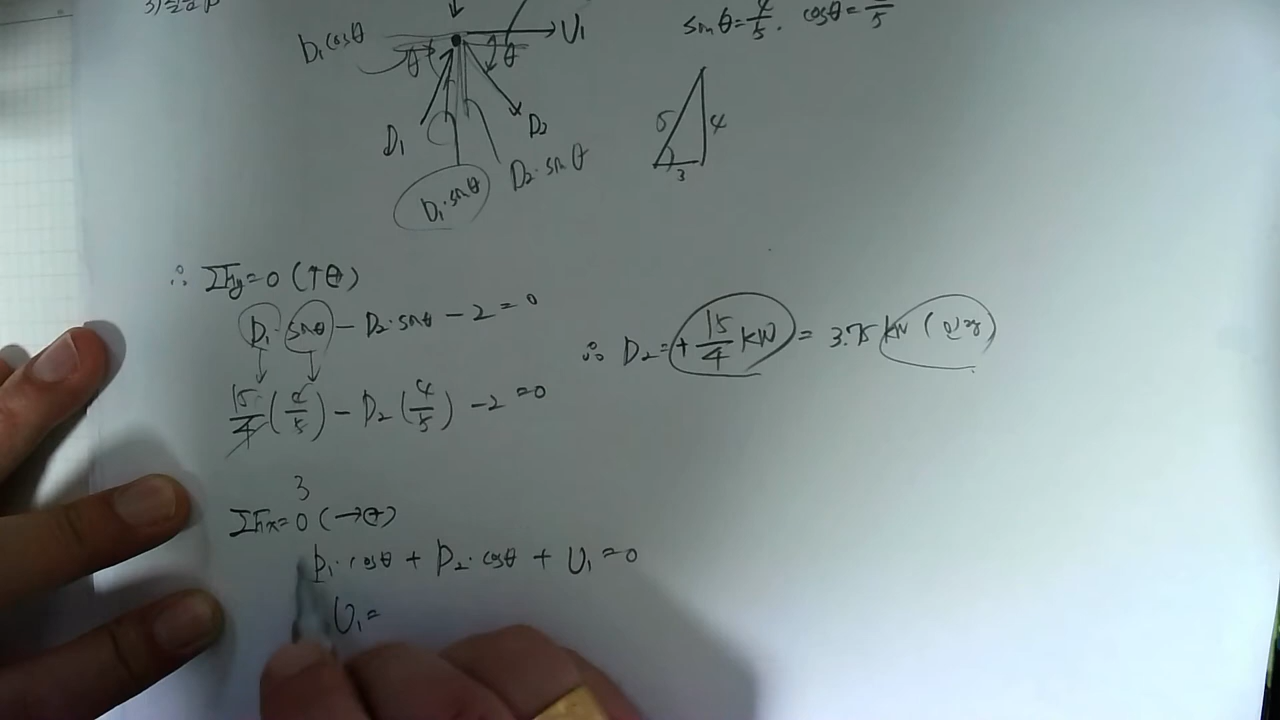 sinθ = 4/5. cosθ = /5
D₁cosθ
U₁
θ
θ
D₁
D₂
D₁·sinθ
D₂·sinθ
5
4
3
∴ ΣFy=0 (↑⊕)
D₁·sinθ - D₂·sinθ - 2 = 0
15/4 (4/5) - D₂ (4/5) - 2 = 0
∴ D₂ = + 15/4 kN = 3.75 kN (인장)
3
ΣFx=0 (→⊕)
D₁·cosθ + D₂·cosθ + U₁ = 0
U₁ =